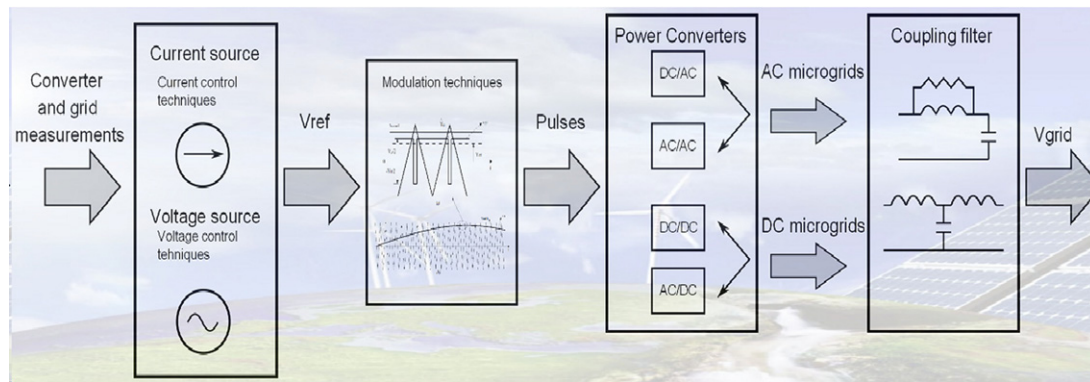 Converter
and grid
measurements
Current source
Current control
techniques
Voltage source
Voltage control
tehniques
Vref
Modulation techniques
Pulses
Power Converters
DC/AC
AC/AC
DC/DC
AC/DC
AC microgrids
DC microgrids
Coupling filter
Vgrid